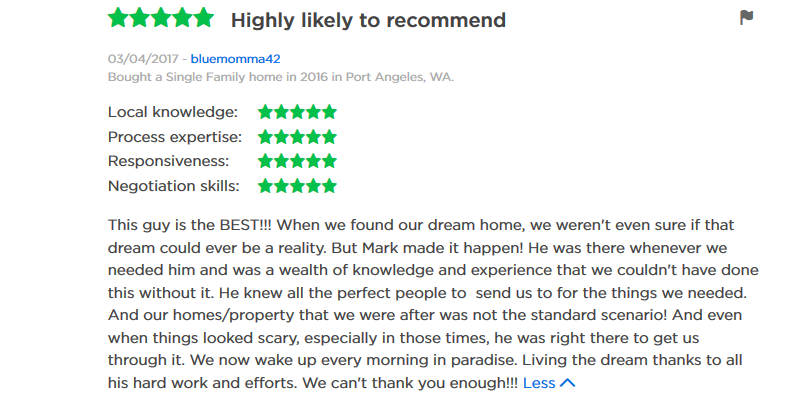 Highly likely to recommend
03/04/2017 - bluemomma42
Bought a Single Family home in 2016 in Port Angeles, WA.
Local knowledge:
Process expertise:
Responsiveness:
Negotiation skills:
This guy is the BEST!!! When we found our dream home, we weren't even sure if that
dream could ever be a reality. But Mark made it happen! He was there whenever we
needed him and was a wealth of knowledge and experience that we couldn't have done
this without it. He knew all the perfect people to  send us to for the things we needed.
And our homes/property that we were after was not the standard scenario! And even
when things looked scary, especially in those times, he was right there to get us
through it. We now wake up every morning in paradise. Living the dream thanks to all
his hard work and efforts. We can't thank you enough!!! Less